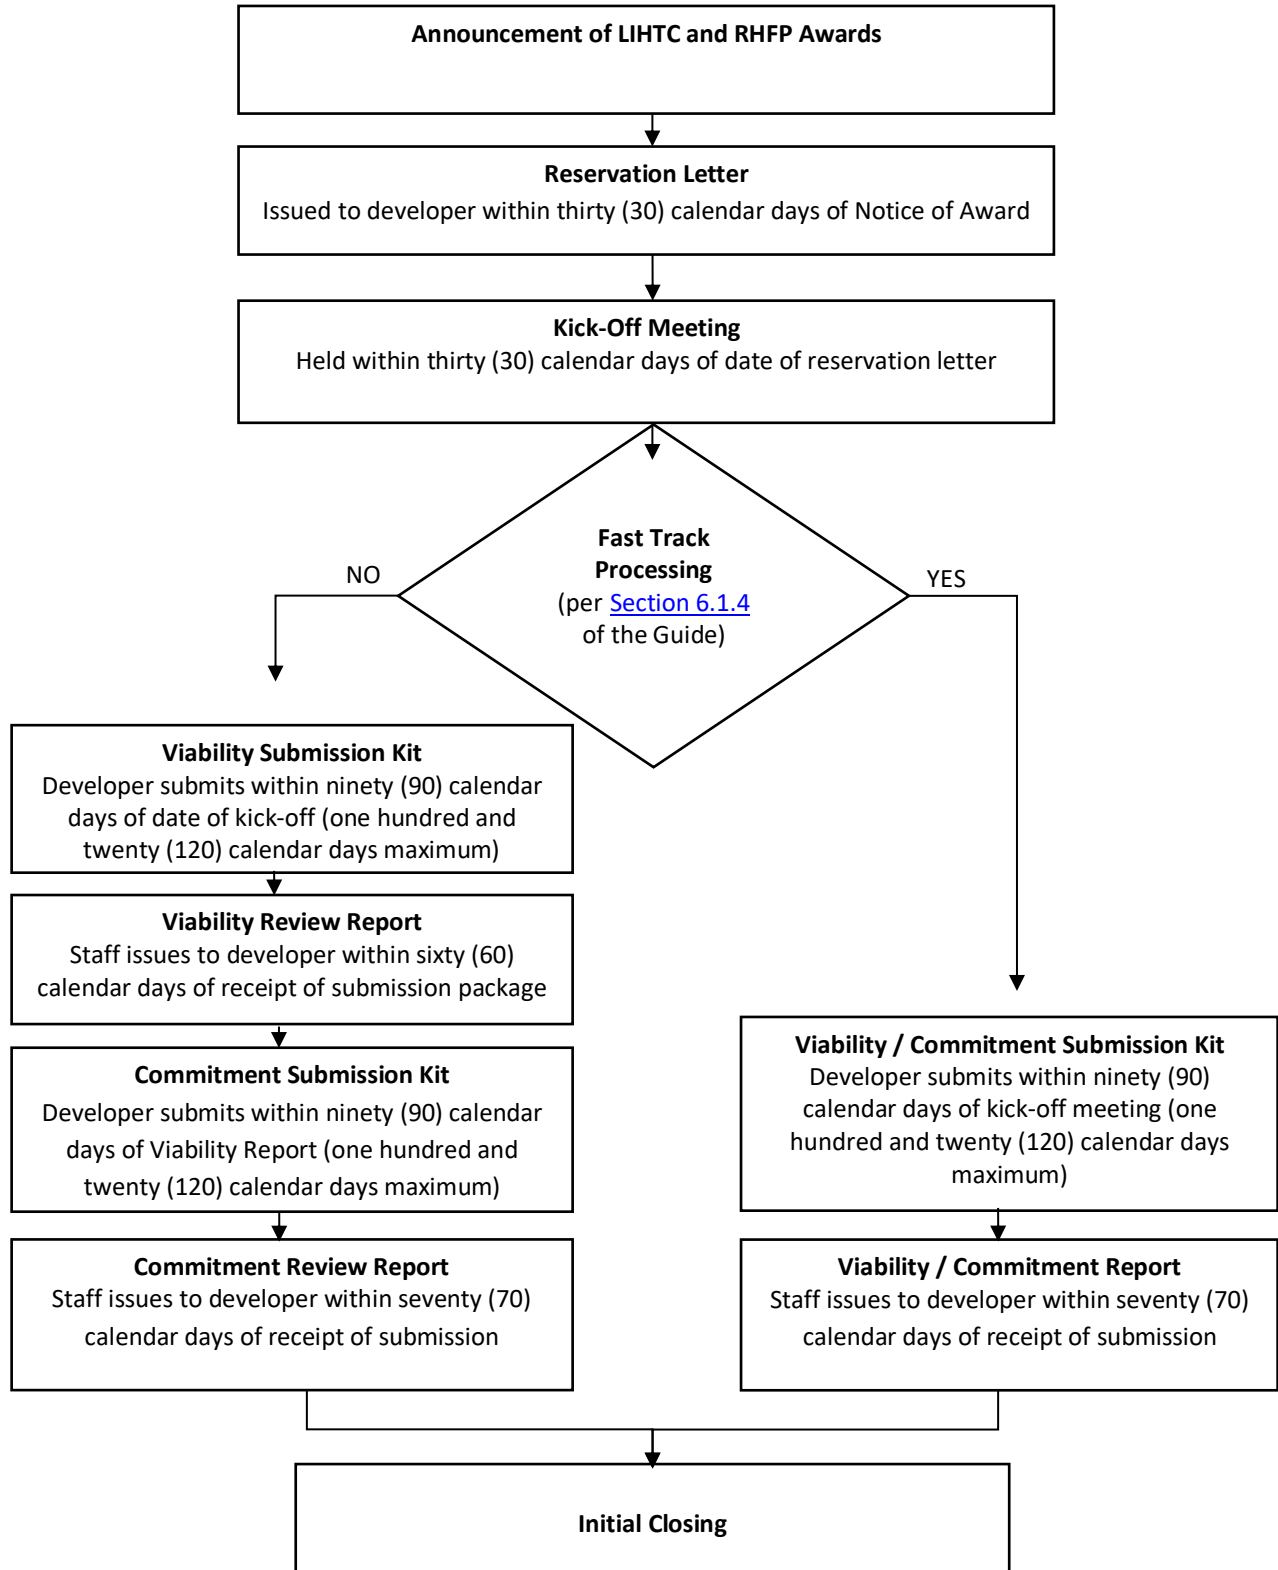 Announcement of LIHTC and RHFP Awards
Reservation Letter
Issued to developer within thirty (30) calendar days of Notice of Award
Kick-Off Meeting
Held within thirty (30) calendar days of date of reservation letter
Fast Track
Processing
(per Section 6.1.4
of the Guide)
NO
YES
Viability Submission Kit
Developer submits within ninety (90) calendar
days of date of kick-off (one hundred and
twenty (120) calendar days maximum)
Viability Review Report
Staff issues to developer within sixty (60)
calendar days of receipt of submission package
Commitment Submission Kit
Developer submits within ninety (90) calendar
days of Viability Report (one hundred and
twenty (120) calendar days maximum)
Commitment Review Report
Staff issues to developer within seventy (70)
calendar days of receipt of submission
Viability / Commitment Submission Kit
Developer submits within ninety (90)
calendar days of kick-off meeting (one
hundred and twenty (120) calendar days
maximum)
Viability / Commitment Report
Staff issues to developer within seventy (70)
calendar days of receipt of submission
Initial Closing